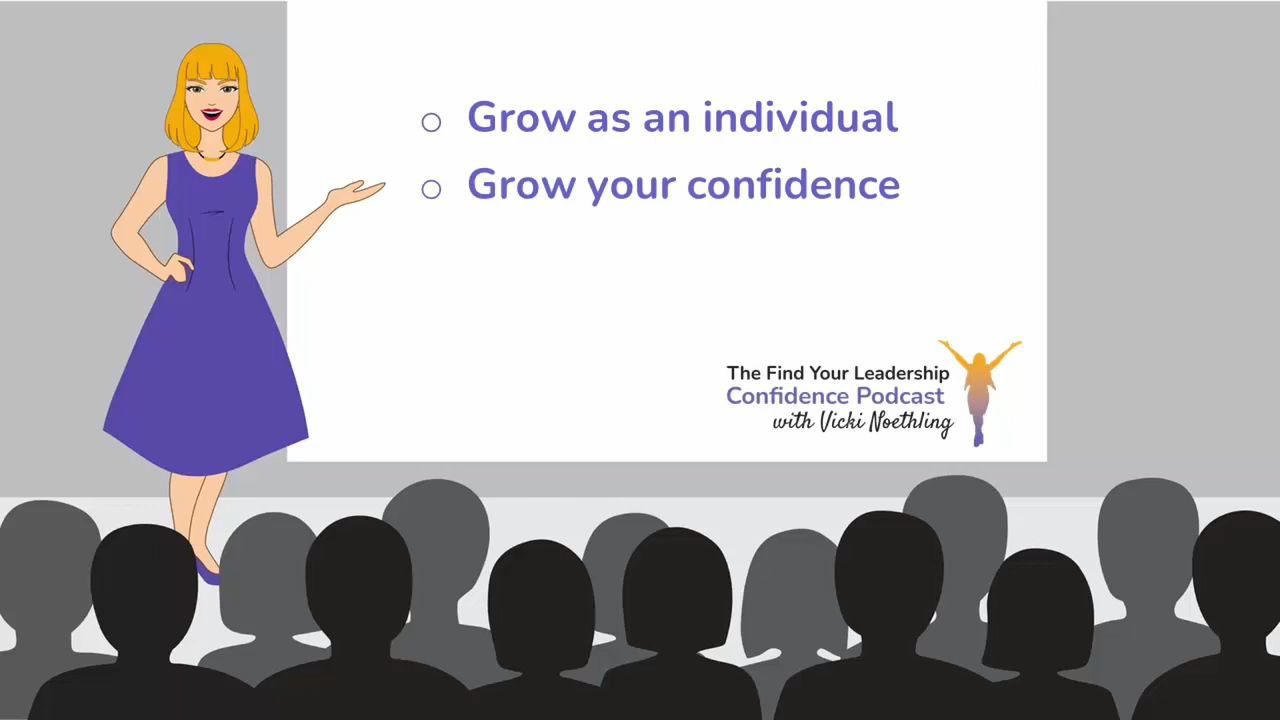 Grow as an individual
Grow your confidence
The Find Your Leadership
Confidence Podcast
with Vicki Noethling